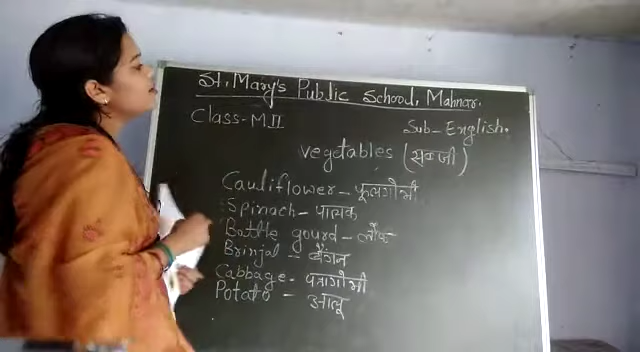 St. Mary's Public School, Mahnar.
Class-M II
Sub- English.
vegetables (सब्जी)
Cauliflower - फूलगोभी
Spinach - पालक
Bottle gourd - लौकी
Brinjal - बैंगन
Cabbage - पत्तागोभी
Potato - आलू